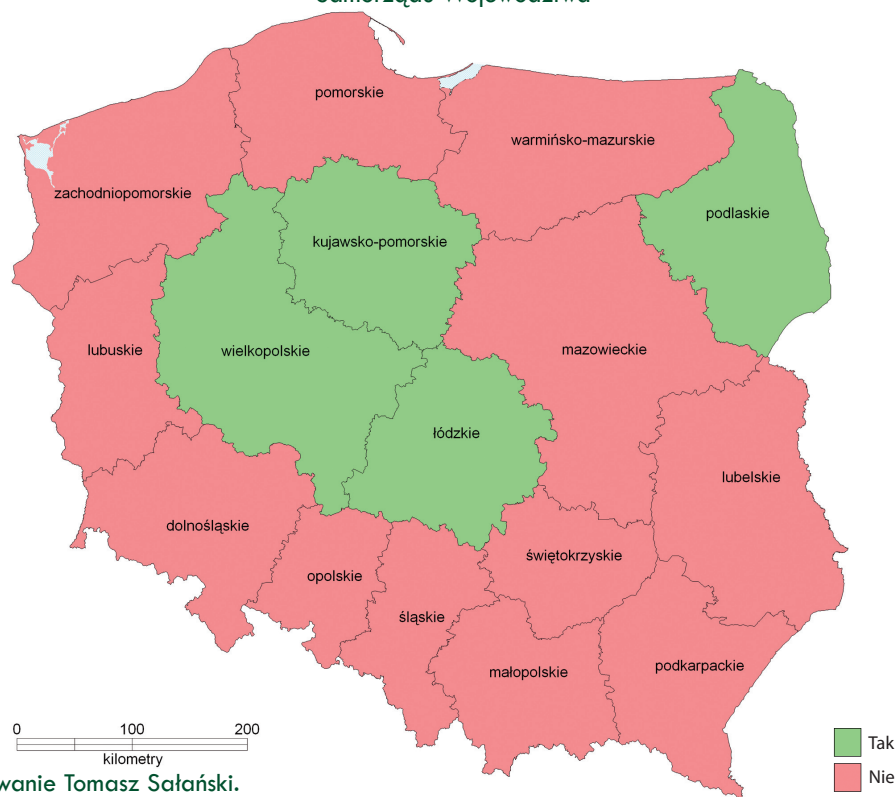 pomorskie
warmińsko-mazurskie
zachodniopomorskie
podlaskie
kujawsko-pomorskie
lubuskie
wielkopolskie
mazowieckie
łódzkie
lubelskie
dolnośląskie
świętokrzyskie
opolskie
śląskie
małopolskie
podkarpackie
0 100 200
kilometry
Tak
Nie
wanie Tomasz Sałański.